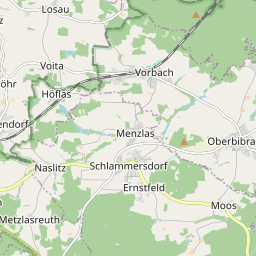 Losau
Voita
Vorbach
öhr
Höflas
endorf
Menzlas
Oberbibra
Naslitz
Schlammersdorf
Ernstfeld
Moos
Metzlasreuth